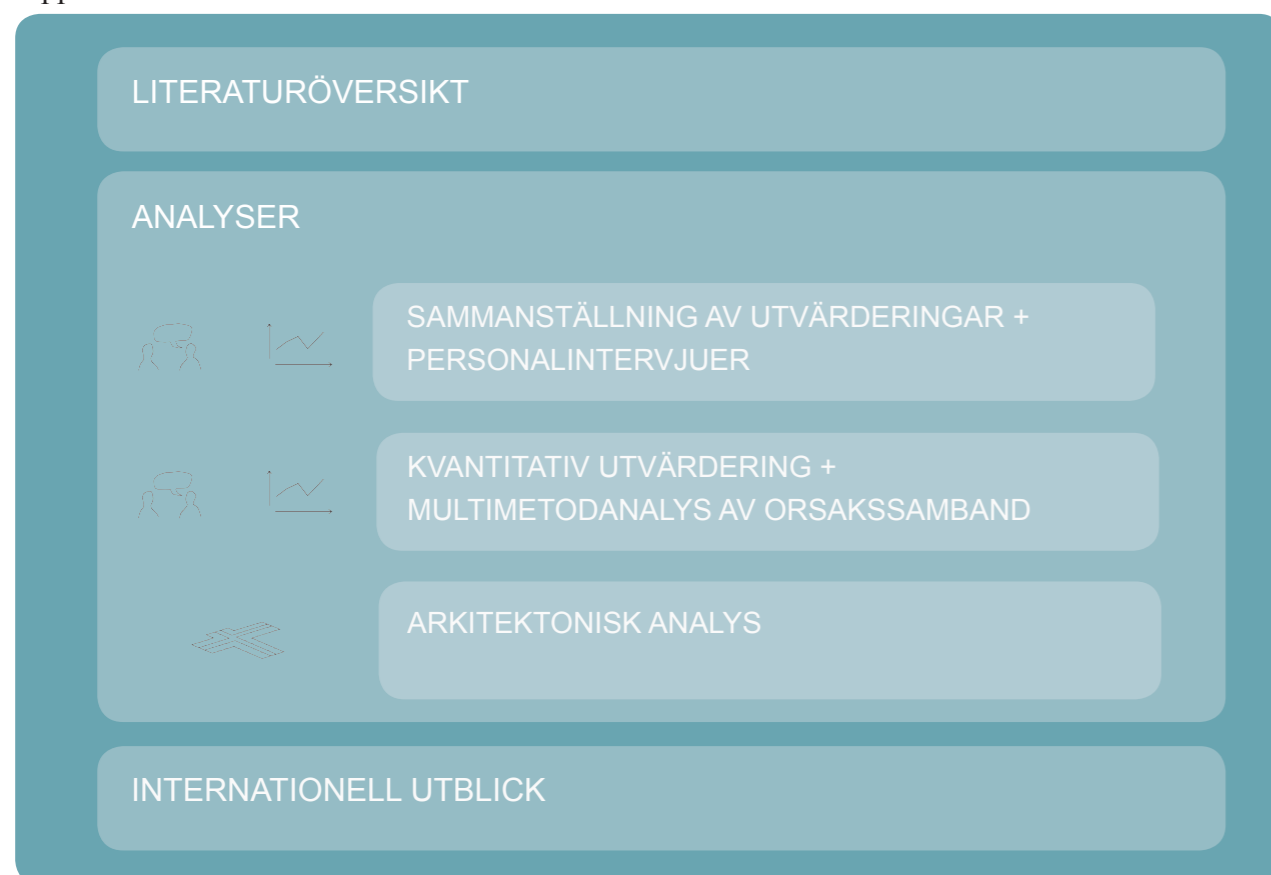 LITERATURÖVERSIKT
ANALYSER
SAMMANSTÄLLNING AV UTVÄRDERINGAR +
PERSONALINTERVJUER
KVANTITATIV UTVÄRDERING +
MULTIMETODANALYS AV ORSAKSSAMBAND
ARKITEKTONISK ANALYS
INTERNATIONELL UTBLICK